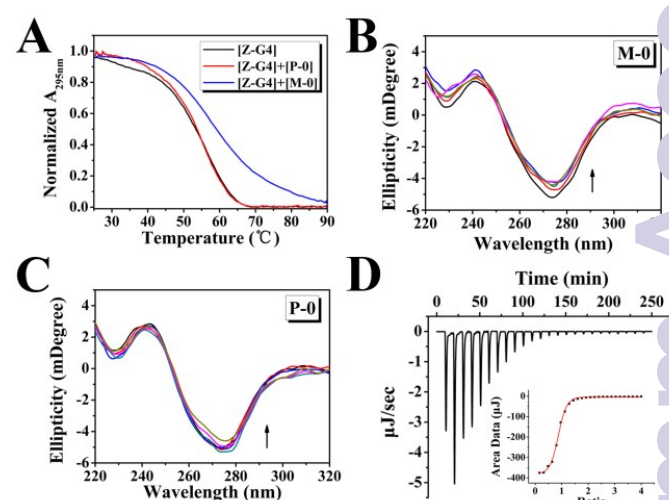 A
Normalized A295nm
1.0
0.8
0.6
0.4
0.2
0.0
[Z-G4]
[Z-G4]+[P-0]
[Z-G4]+[M-0]
30 40 50 60 70 80 90
Temperature (℃)
B
M-0
Ellipticity (mDegree)
4
2
0
-2
-4
-6
220 240 260 280 300
Wavelength (nm)
C
P-0
Ellipticity (mDegree)
4
2
0
-2
-4
-6
220 240 260 280 300 320
Wavelength (nm)
D
Time (min)
0 50 100 150 200 250
µJ/sec
0
-1
-2
-3
-4
-5
Area Data (µJ)
0
-100
-200
-300
-400
0 1 2 3 4